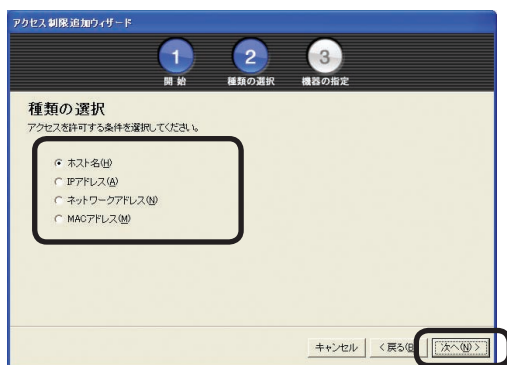 アクセス制限追加ウィザード
1 2 3
開始 種類の選択 機器の指定
種類の選択
アクセスを許可する条件を選択してください。
ホスト名(H)
IPアドレス(A)
ネットワークアドレス(N)
MACアドレス(M)
キャンセル <戻る(B) 次へ(N)>